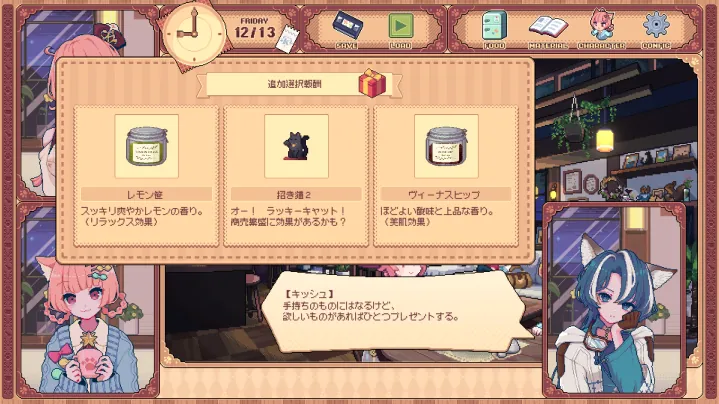 FRIDAY
12/13
SAVE
LOAD
FOOD
MATERIAL
CHARACTER
CONFIG
追加選択報酬
レモン笹
スッキリ爽やかレモンの香り。
(リラックス効果)
招き猫2
オー! ラッキーキャット!
商売繁盛に効果があるかも?
ヴィーナスヒップ
ほどよい酸味と上品な香り。
(美肌効果)
【キッシュ】
手持ちのものにはなるけど、
欲しいものがあればひとつプレゼントする。